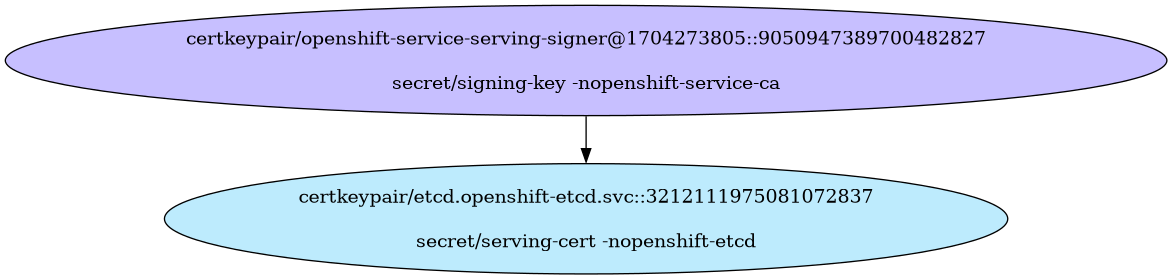 certkeypair/openshift-service-serving-signer@1704273805::9050947389700482827
secret/signing-key -nopenshift-service-ca
certkeypair/etcd.openshift-etcd.svc::3212111975081072837
secret/serving-cert -nopenshift-etcd